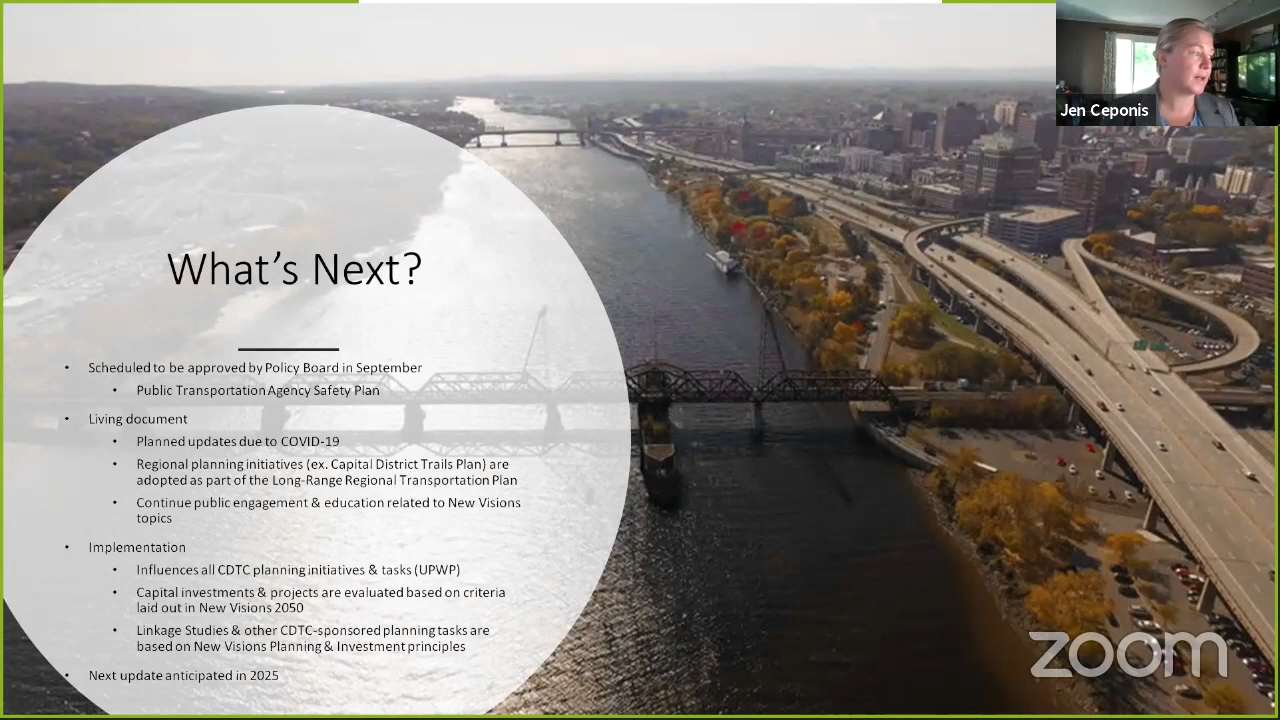 Jen Ceponis
What's Next?
• Scheduled to be approved by Policy Board in September
• Public Transportation Agency Safety Plan
• Living document
• Planned updates due to COVID-19
• Regional planning initiatives (ex. Capital District Trails Plan) are
adopted as part of the Long-Range Regional Transportation Plan
• Continue public engagement & education related to New Visions
topics
• Implementation
• Influences all CDTC planning initiatives & tasks (UPWP)
• Capital investments & projects are evaluated based on criteria
laid out in New Visions 2050
• Linkage Studies & other CDTC-sponsored planning tasks are
based on New Visions Planning & Investment principles
• Next update anticipated in 2025
zoom